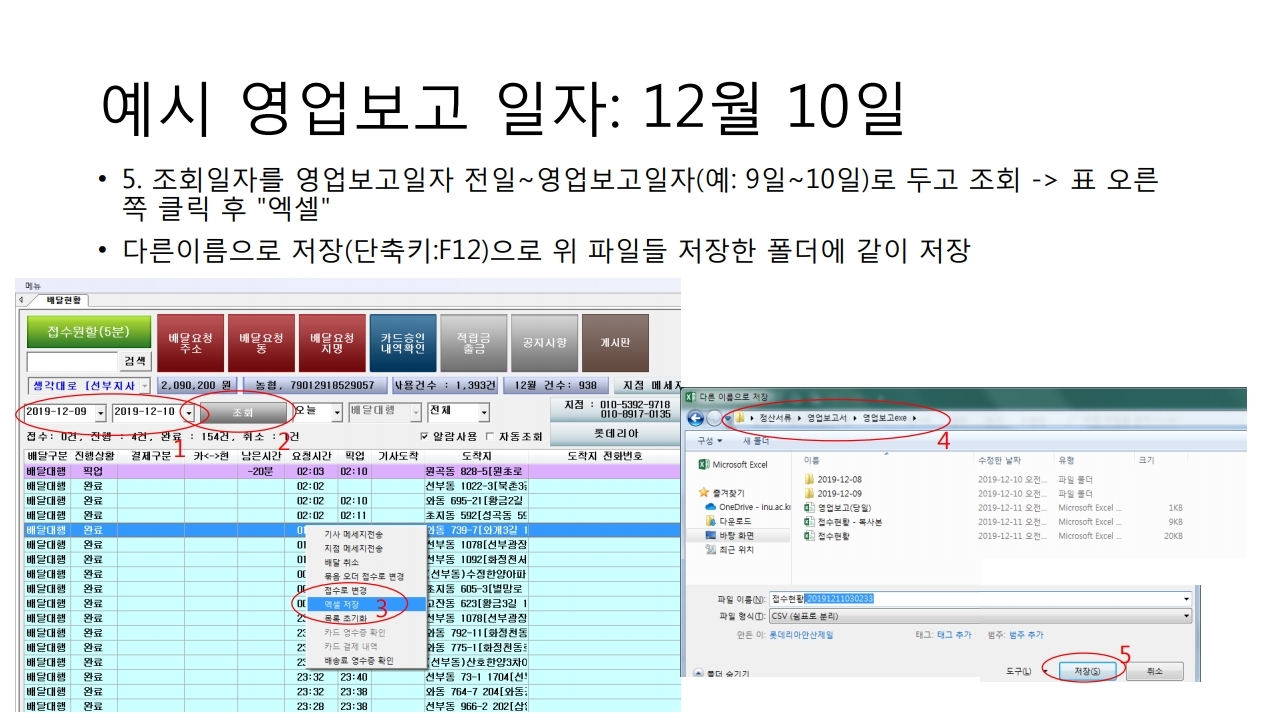 예시 영업보고 일자: 12월 10일
• 5. 조회일자를 영업보고일자 전일~영업보고일자(예: 9일~10일)로 두고 조회 -> 표 오른
쪽 클릭 후 "엑셀"
• 다른이름으로 저장(단축키:F12)으로 위 파일들 저장한 폴더에 같이 저장
메뉴
배달현황
접수원할(5분)
검색
배달요청
주소
배달요청
동
배달요청
지명
카드승인
내역확인
적립금
출금
공지사항
게시판
생각대로 [선부지사
2,090,200 원
농협, 79012918529057
사용건수 : 1,393건
12월 건수: 938
지점 메세지
2019-12-09
2019-12-10
조회
오늘
배달대행
전체
지점 : 010-5392-9718
010-8917-0135
롯데리아
1
2
접수: 0건, 진행 : 4건, 완료 : 154건, 취소 : 0건
알람사용
자동조회
배달구분 진행상황 결제구분 카<->현 남은시간 요청시간 픽업 기사도착 도착지 도착지 전화번호
배달대행 픽업 -20분 02:03 02:10 원곡동 828-5[원초로
배달대행 완료 02:02 선부동 1022-3[북촌3길
배달대행 완료 02:02 02:10 와동 695-21[황금2길
배달대행 완료 02:02 02:11 초지동 592[성곡동 59
배달대행 완료 와동 739-7[와개3길 1
배달대행 완료 선부동 1078[선부광장
배달대행 완료 선부동 1092[화정천서
배달대행 완료 (선부동)수정한양아파
배달대행 완료 초지동 605-3[별망로
배달대행 완료 고잔동 623[황금3길 1
배달대행 완료 선부동 1078[선부광장
배달대행 완료 와동 792-11[화정천동
배달대행 완료 와동 775-1[화정천동
배달대행 완료 (선부동)산호한양3차0
배달대행 완료 23:32 23:40 선부동 73-1 1704[선부
배달대행 완료 23:32 23:38 와동 764-7 204[와동
배달대행 완료 23:28 23:38 선부동 966-2 202[삼일
기사 메세지전송
지점 메세지전송
배달 취소
묶음 오더 접수로 변경
접수로 변경
엑셀 저장
3
목록 초기화
카드 영수증 확인
카드 결제 내역
배송료 영수증 확인
다른 이름으로 저장
정산서류 영업보고서 영업보고exe
4
구성 새 폴더
Microsoft Excel
즐겨찾기
OneDrive - inu.ac.k
다운로드
바탕 화면
최근 위치
이름 수정한 날짜 유형 크기
2019-12-08 2019-12-10 오전... 파일 폴더
2019-12-09 2019-12-10 오전... 파일 폴더
영업보고(당일) 2019-12-11 오전... Microsoft Excel ... 1KB
접수현황 - 복사본 2019-12-11 오전... Microsoft Excel ... 9KB
접수현황 2019-12-11 오전... Microsoft Excel ... 20KB
파일 이름(N): 접수현황_20191211030233
파일 형식(T): CSV (쉼표로 분리)
만든 이: 롯데리아안산제일 태그: 태그 추가 범주: 범주 추가
5
폴더 숨기기
도구(L) 저장(S) 취소